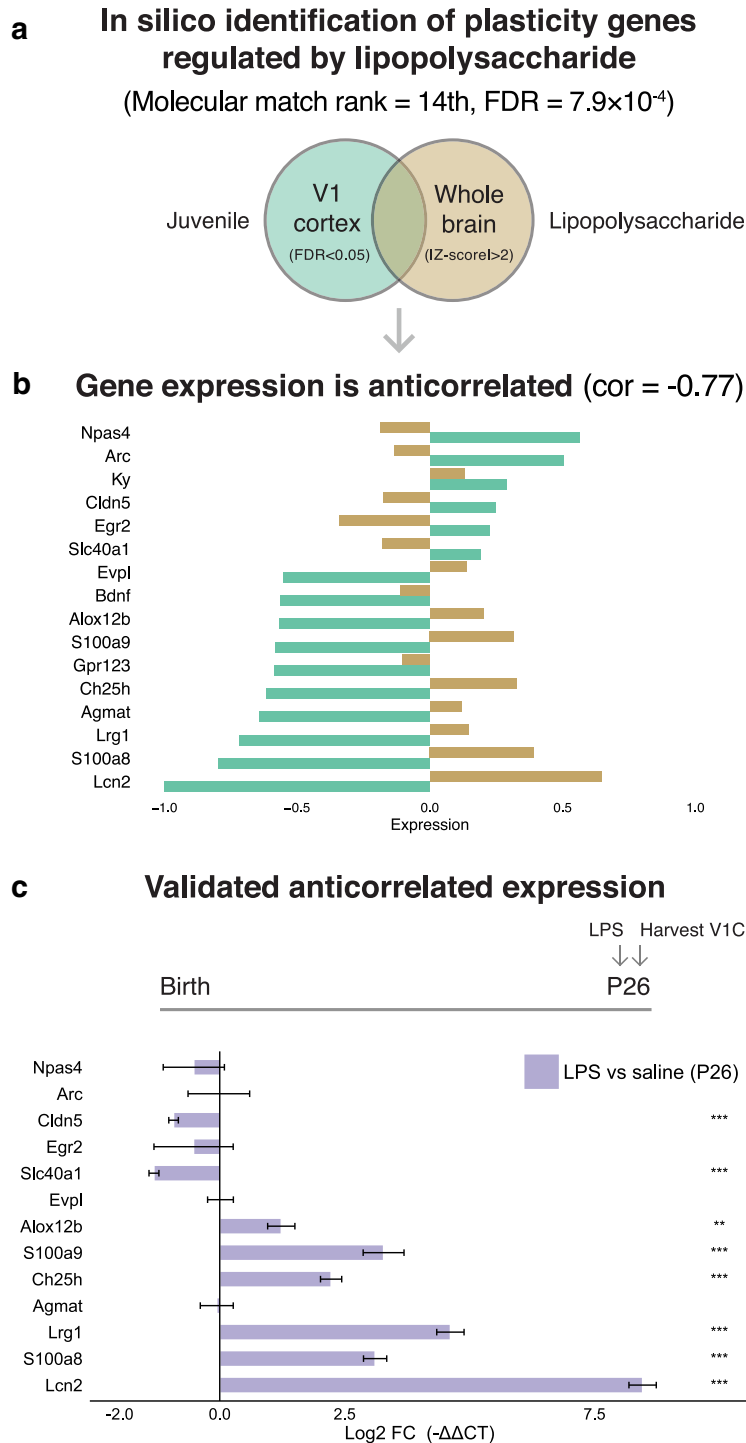 a
In silico identification of plasticity genes
regulated by lipopolysaccharide
(Molecular match rank = 14th, FDR = 7.9×10⁻⁴)
Juvenile
V1
cortex
(FDR<0.05)
Whole
brain
(IZ-scoreI>2)
Lipopolysaccharide
b
Gene expression is anticorrelated (cor = -0.77)
Npas4
Arc
Ky
Cldn5
Egr2
Slc40a1
Evpl
Bdnf
Alox12b
S100a9
Gpr123
Ch25h
Agmat
Lrg1
S100a8
Lcn2
−1.0 −0.5 0.0 0.5 1.0
Expression
c
Validated anticorrelated expression
LPS Harvest V1C
Birth P26
LPS vs saline (P26)
Npas4
Arc
Cldn5 ***
Egr2
Slc40a1 ***
Evpl
Alox12b **
S100a9 ***
Ch25h ***
Agmat
Lrg1 ***
S100a8 ***
Lcn2 ***
-2.0 0.0 2.5 7.5
Log2 FC (-ΔΔCT)